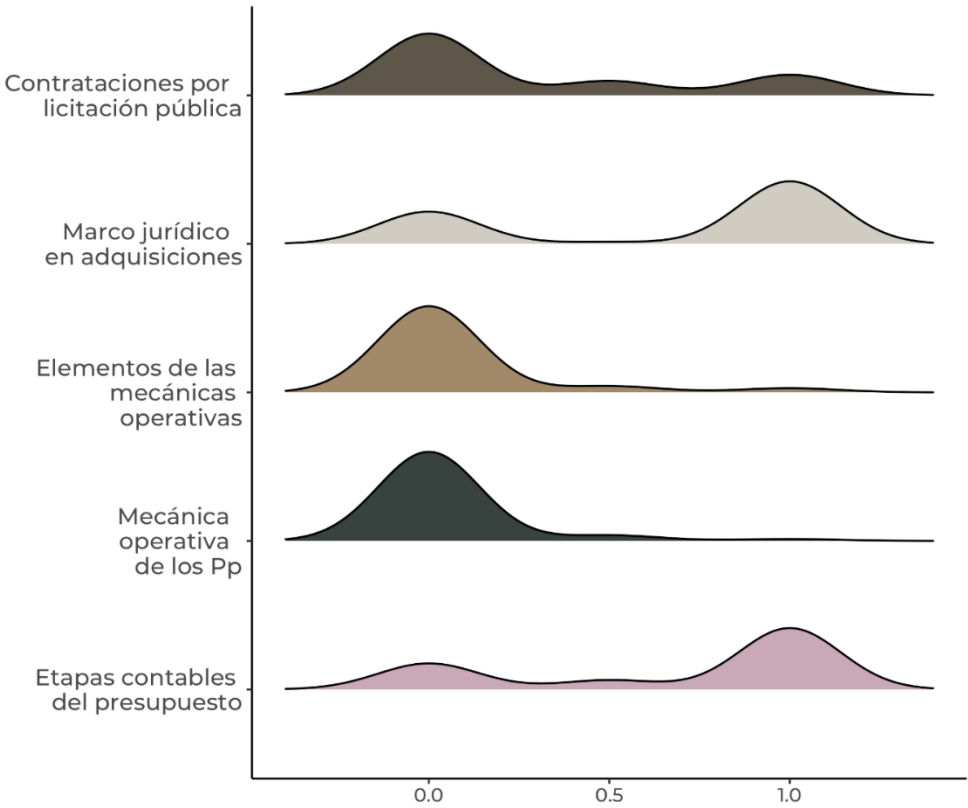 Contrataciones por
licitación pública
Marco jurídico
en adquisiciones
Elementos de las
mecánicas
operativas
Mecánica
operativa
de los Pp
Etapas contables
del presupuesto
0.0 0.5 1.0